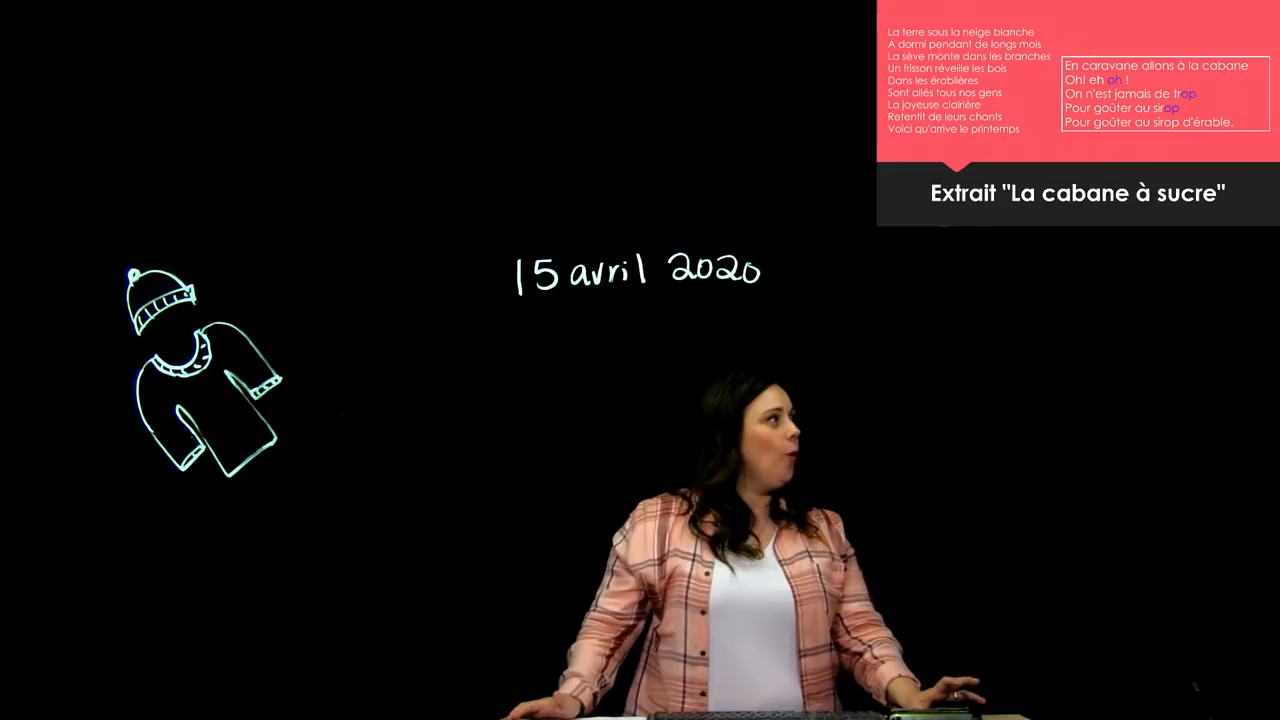 La terre sous la neige blanche
A dormi pendant de longs mois
La sève monte dans les branches
Un frisson réveille les bois
Dans les érablières
Sont ailés tous nos gens
La joyeuse clairière
Retentit de leurs chants
Voici qu'arrive le printemps
En caravane allons à la cabane
Oh! eh oh !
On n'est jamais de trop
Pour goûter au sirop
Pour goûter au sirop d'érable.
Extrait "La cabane à sucre"
15 avril 2020